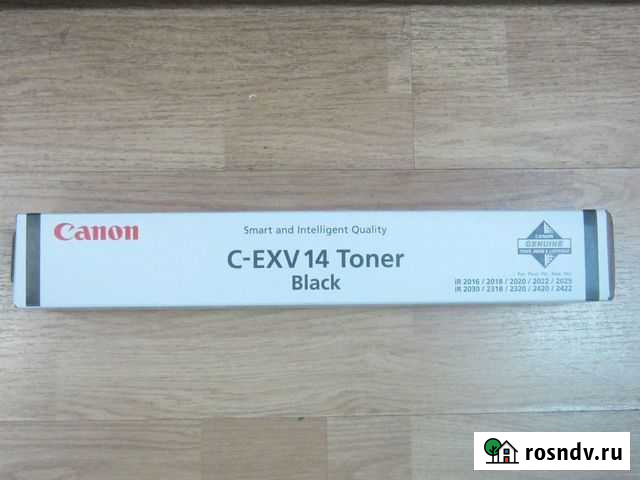 Canon
Smart and Intelligent Quality
C-EXV 14 Toner
Black
CANON
GENUINE
iR 2016 / 2018 / 2020 / 2022 / 2025
iR 2030 / 2318 / 2320 / 2420 / 2422
rosndv.ru